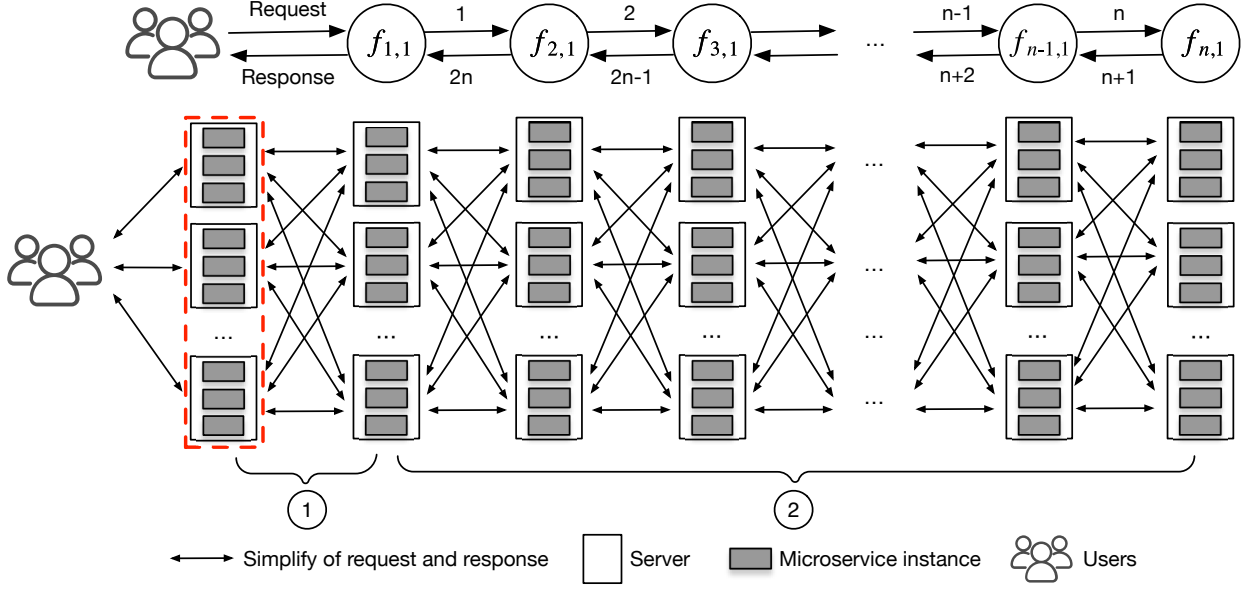 Request 1 2 n-1 n
f1,1 f2,1 f3,1 ... fn-1,1 fn,1
Response 2n 2n-1 n+2 n+1
...
...
... ... ... ... ... ... ...
...
1 2
Simplify of request and response Server Microservice instance Users